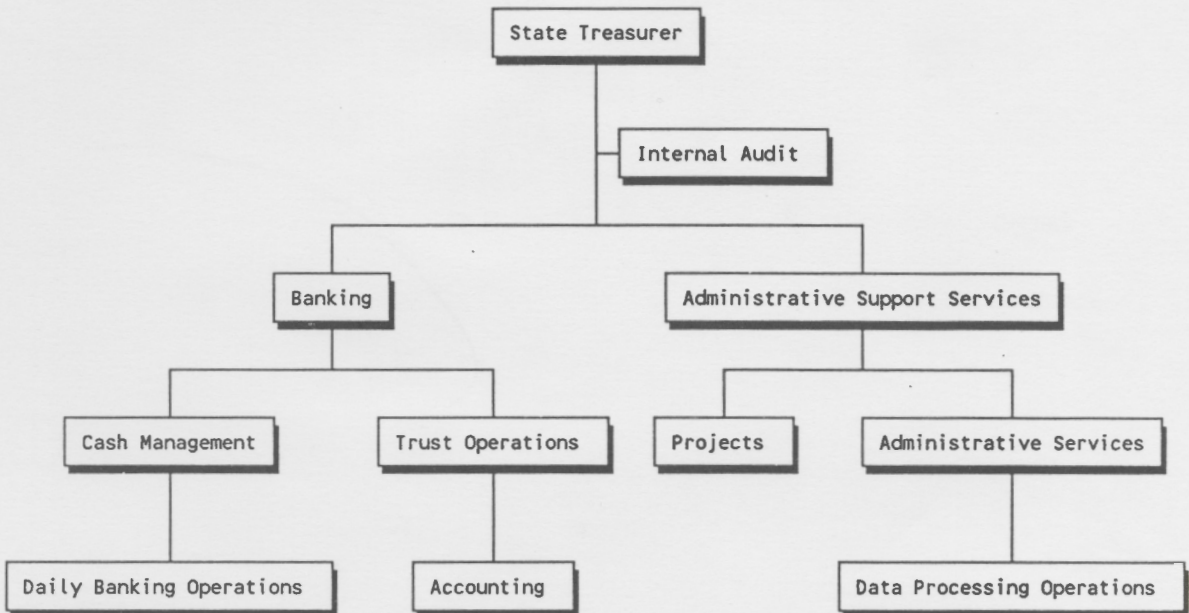 State Treasurer
Internal Audit
Banking
Administrative Support Services
Cash Management
Trust Operations
Projects
Administrative Services
Daily Banking Operations
Accounting
Data Processing Operations